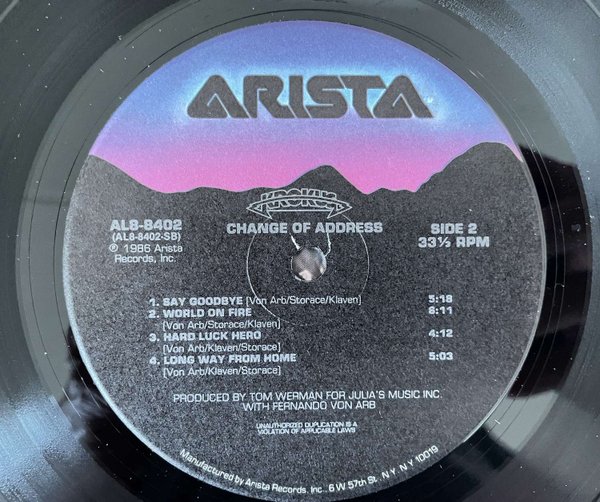 ARISTA
KROKUS
AL8-8402
(AL8-8402-SB)
℗ 1986 Arista
Records, Inc.
CHANGE OF ADDRESS
SIDE 2
33⅓ RPM
1. SAY GOODBYE [Von Arb/Storace/Klaven] 5:18
2. WORLD ON FIRE 6:11
[Von Arb/Storace/Klaven]
3. HARD LUCK HERO 4:12
[Von Arb/Klaven/Storace]
4. LONG WAY FROM HOME 5:03
[Von Arb/Klaven/Storace]
PRODUCED BY TOM WERMAN FOR JULIA'S MUSIC INC.
WITH FERNANDO VON ARB
UNAUTHORIZED DUPLICATION IS A
VIOLATION OF APPLICABLE LAWS
Manufactured by Arista Records, Inc., 6 W 57th St. N.Y. N.Y. 10019